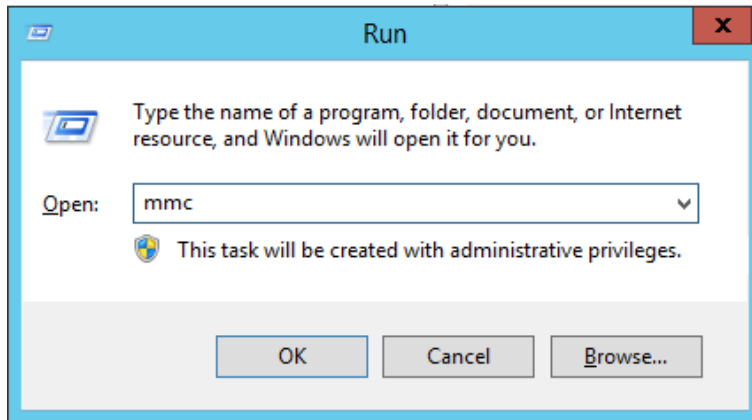 Run
x
Type the name of a program, folder, document, or Internet
resource, and Windows will open it for you.
Open: mmc
This task will be created with administrative privileges.
OK Cancel Browse...